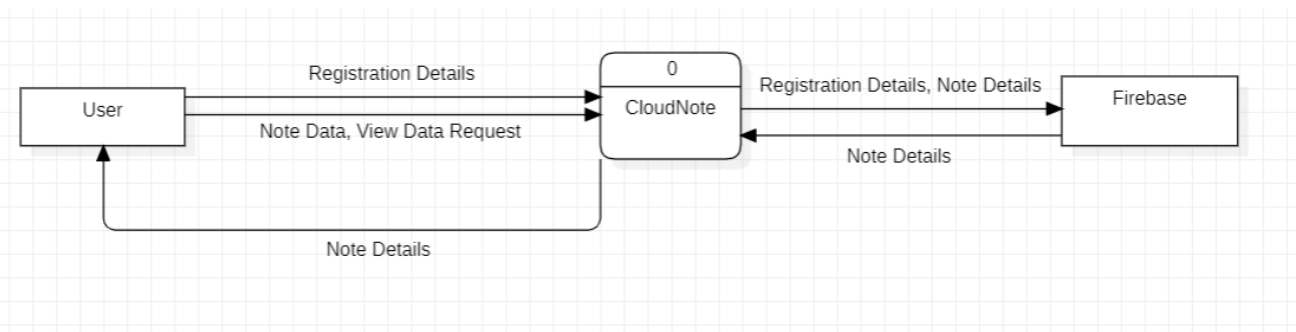 Registration Details
0
User
CloudNote
Registration Details, Note Details
Firebase
Note Data, View Data Request
Note Details
Note Details